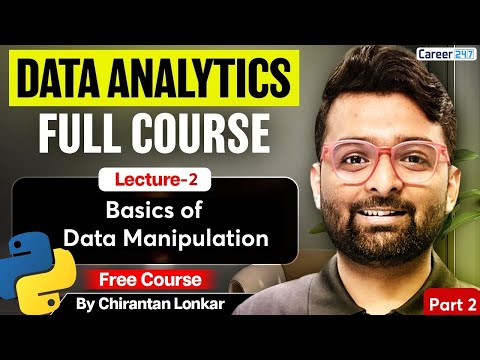 Career 247
DATA ANALYTICS
FULL COURSE
Lecture-2
Basics of
Data Manipulation
Free Course
By Chirantan Lonkar
Part 2